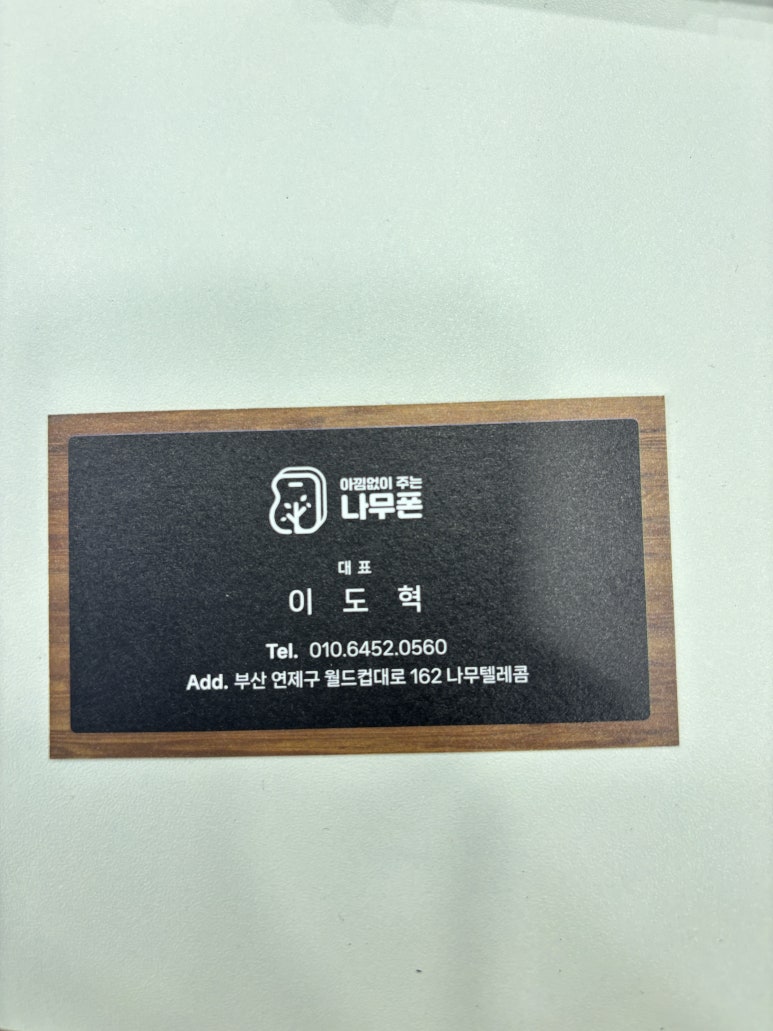 아낌없이 주는
나무폰
대표
이도혁
Tel. 010.6452.0560
Add. 부산 연제구 월드컵대로 162 나무텔레콤